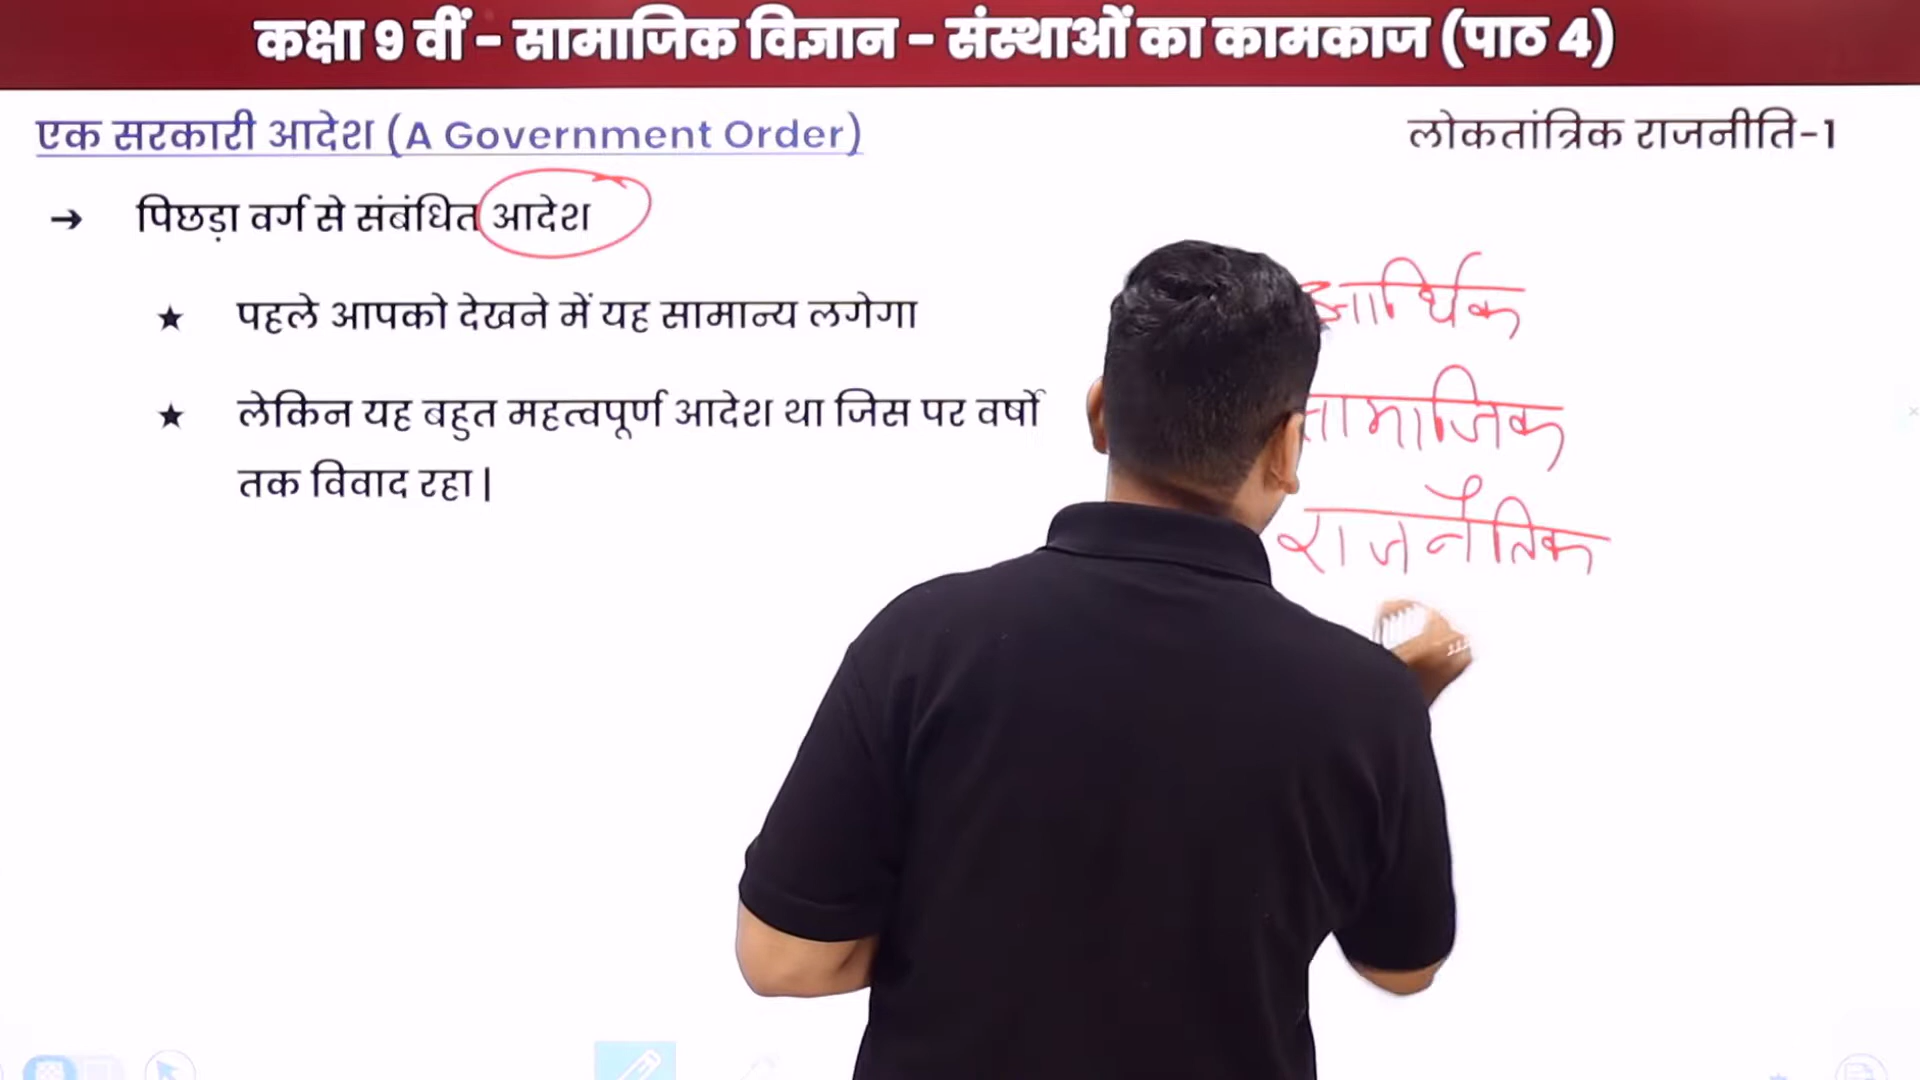 कक्षा 9 वीं - सामाजिक विज्ञान - संस्थाओं का कामकाज (पाठ 4)
एक सरकारी आदेश (A Government Order)
लोकतांत्रिक राजनीति-1
→ पिछड़ा वर्ग से संबंधित आदेश
★ पहले आपको देखने में यह सामान्य लगेगा
★ लेकिन यह बहुत महत्वपूर्ण आदेश था जिस पर वर्षो
तक विवाद रहा |
आर्थिक
सामाजिक
राजनैतिक